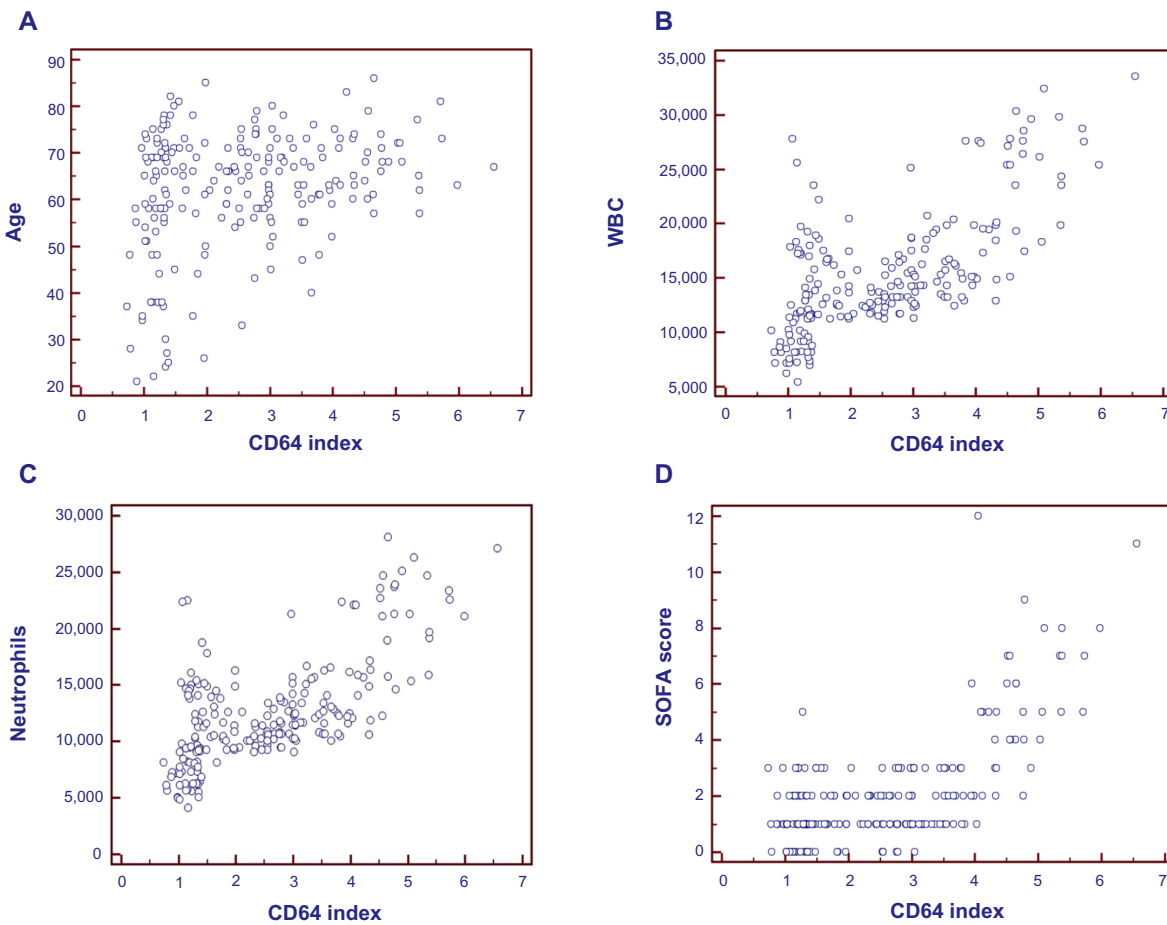 A
Age
90
80
70
60
50
40
30
20
0 1 2 3 4 5 6 7
CD64 index
B
WBC
35,000
30,000
25,000
20,000
15,000
10,000
5,000
0 1 2 3 4 5 6 7
CD64 index
C
Neutrophils
30,000
25,000
20,000
15,000
10,000
5,000
0
0 1 2 3 4 5 6 7
CD64 index
D
SOFA score
12
10
8
6
4
2
0
0 1 2 3 4 5 6 7
CD64 index